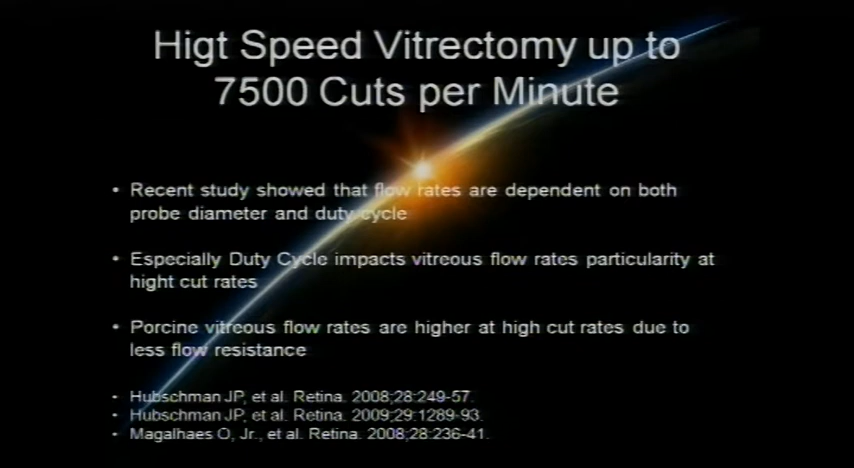 Higt Speed Vitrectomy up to
7500 Cuts per Minute
• Recent study showed that flow rates are dependent on both
probe diameter and duty cycle
• Especially Duty Cycle impacts vitreous flow rates particularity at
hight cut rates
• Porcine vitreous flow rates are higher at high cut rates due to
less flow resistance
• Hubschman JP, et al. Retina. 2008;28:249-57.
• Hubschman JP, et al. Retina. 2009;29:1289-93.
• Magalhaes O, Jr., et al. Retina. 2008;28:236-41.